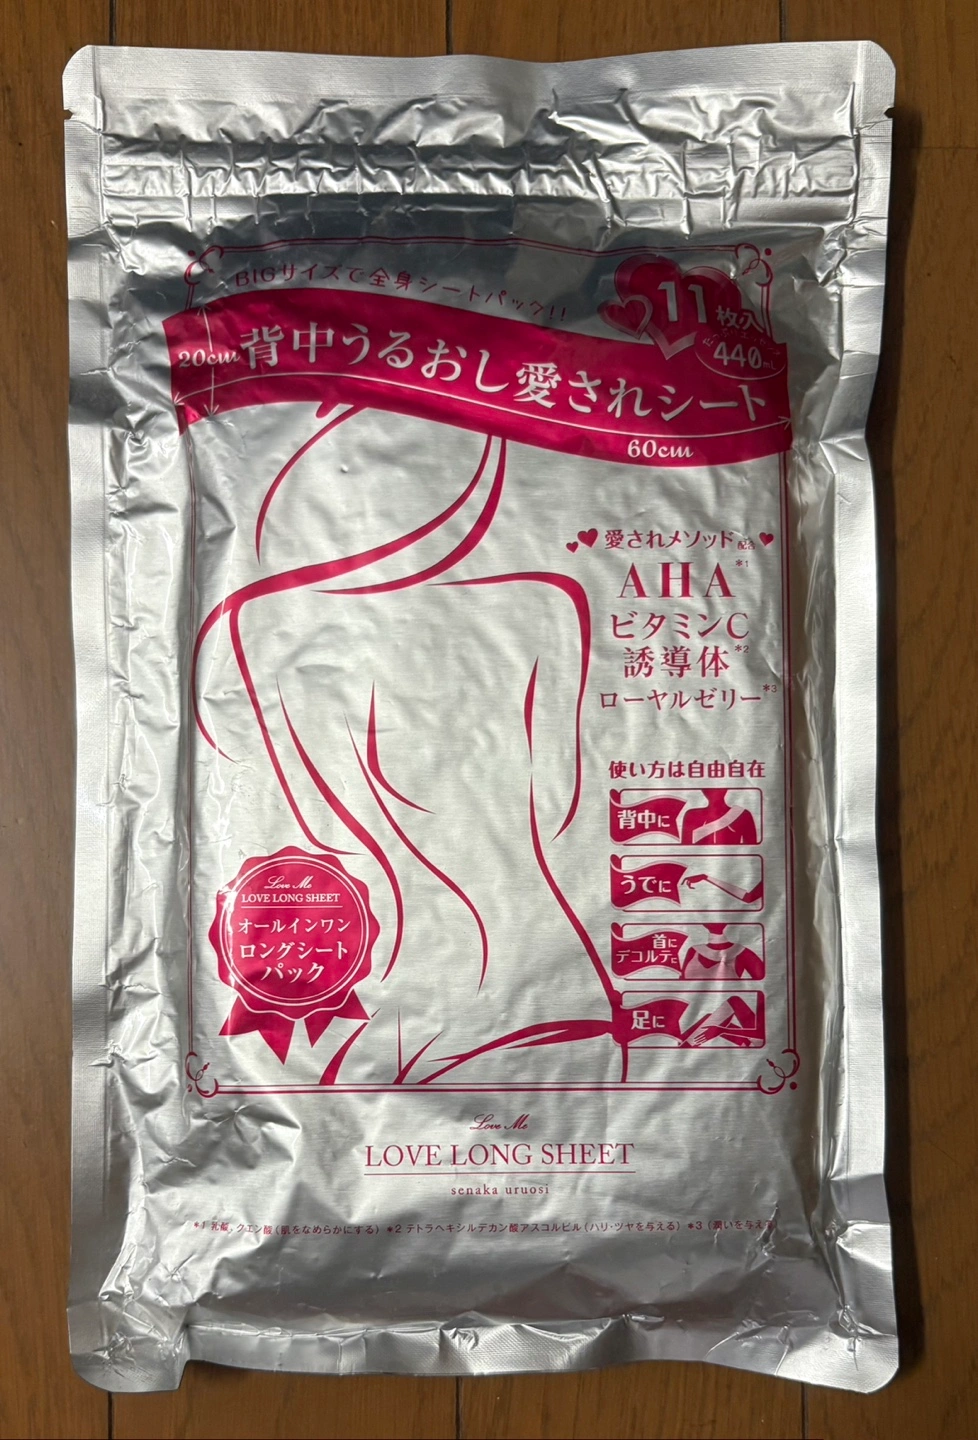 BIGサイズで全身シートパック!!
11枚入
440mL
20cm
背中うるおし愛されシート
60cm
愛されメソッド配合
AHA*1
ビタミンC
誘導体*2
ローヤルゼリー*3
使い方は自由自在
背中に
うでに
首に
デコルテに
足に
Love Me
LOVE LONG SHEET
オールインワン
ロングシート
パック
Love Me
LOVE LONG SHEET
senaka uruosi
*1 乳酸、クエン酸(肌をなめらかにする) *2 テトラヘキシルデカン酸アスコルビル(ハリ・ツヤを与える) *3 (潤いを与える)